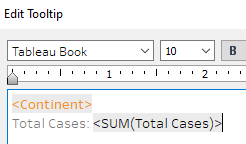 Edit Tooltip
Tableau Book 10 B
1 2
<Continent>
Total Cases: <SUM(Total Cases)>